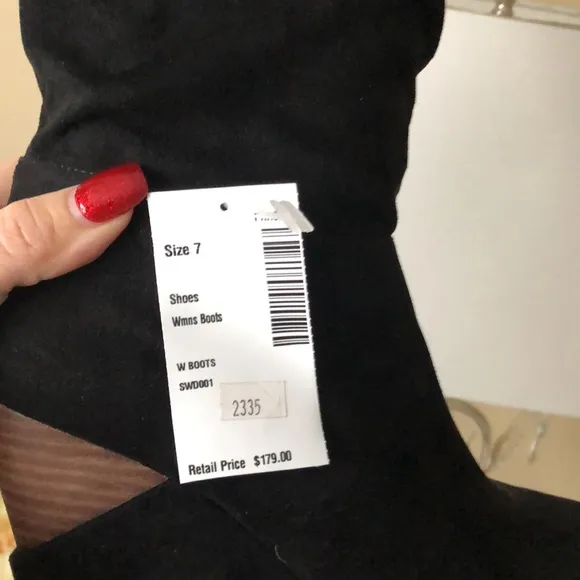 Size 7
Shoes
Wmns Boots
W BOOTS
SWD001
2335
Retail Price $179.00